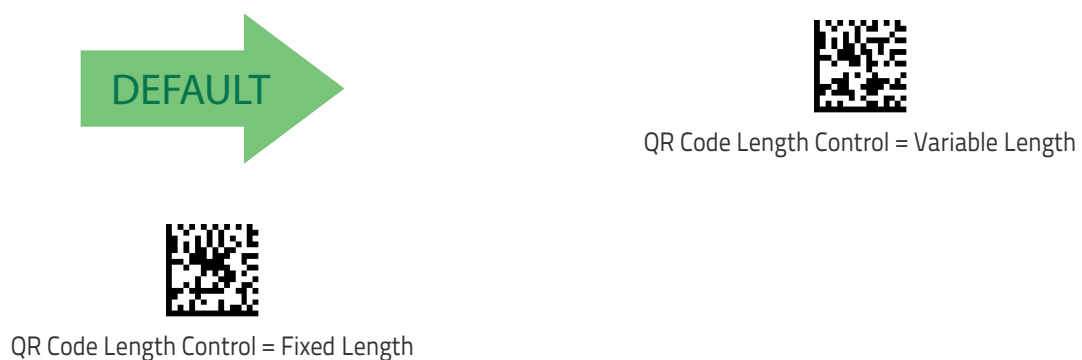 DEFAULT
QR Code Length Control = Variable Length
QR Code Length Control = Fixed Length